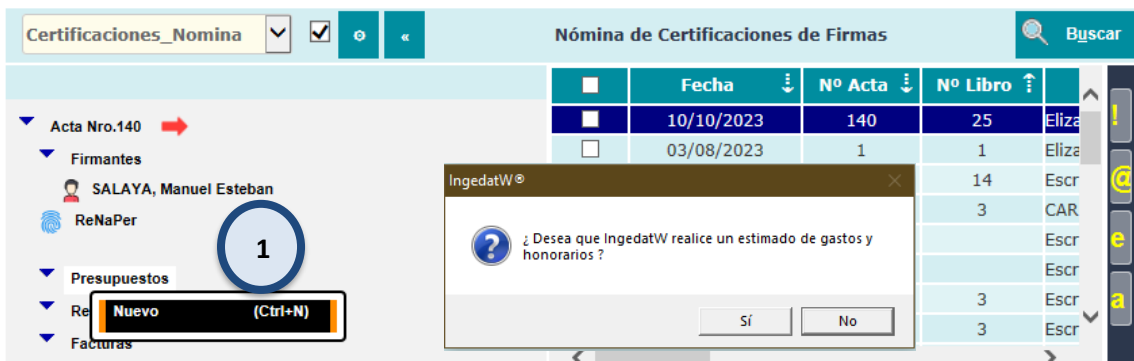 Certificaciones_Nomina
«
Nómina de Certificaciones de Firmas
Buscar
Fecha Nº Acta Nº Libro
10/10/2023 140 25 Eliza
03/08/2023 1 1 Eliza
14 Escr
3 CAR
Escr
Escr
3 Escr
3 Escr
Acta Nro.140
Firmantes
SALAYA, Manuel Esteban
ReNaPer
1
Presupuestos
Re
Nuevo (Ctrl+N)
Facturas
IngedatW®
¿ Desea que IngedatW realice un estimado de gastos y
honorarios ?
Sí No
!
@
e
a